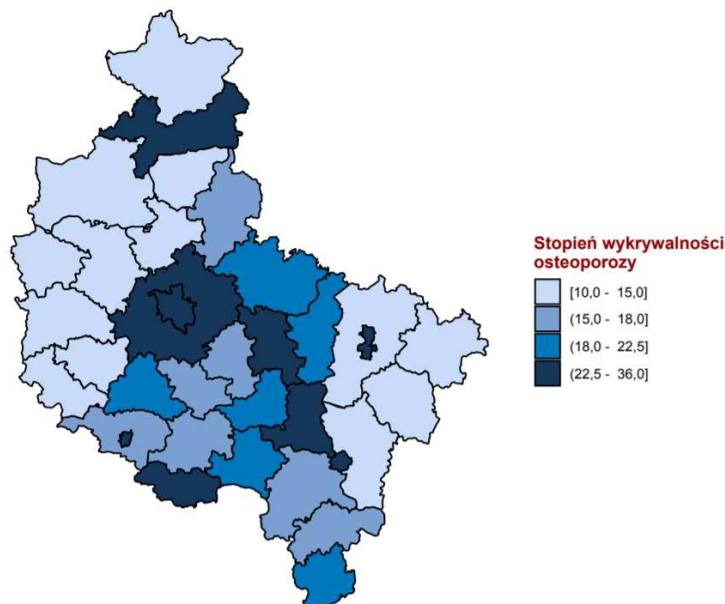 Stopień wykrywalności
osteoporozy
[10,0 - 15,0]
(15,0 - 18,0]
(18,0 - 22,5]
(22,5 - 36,0]